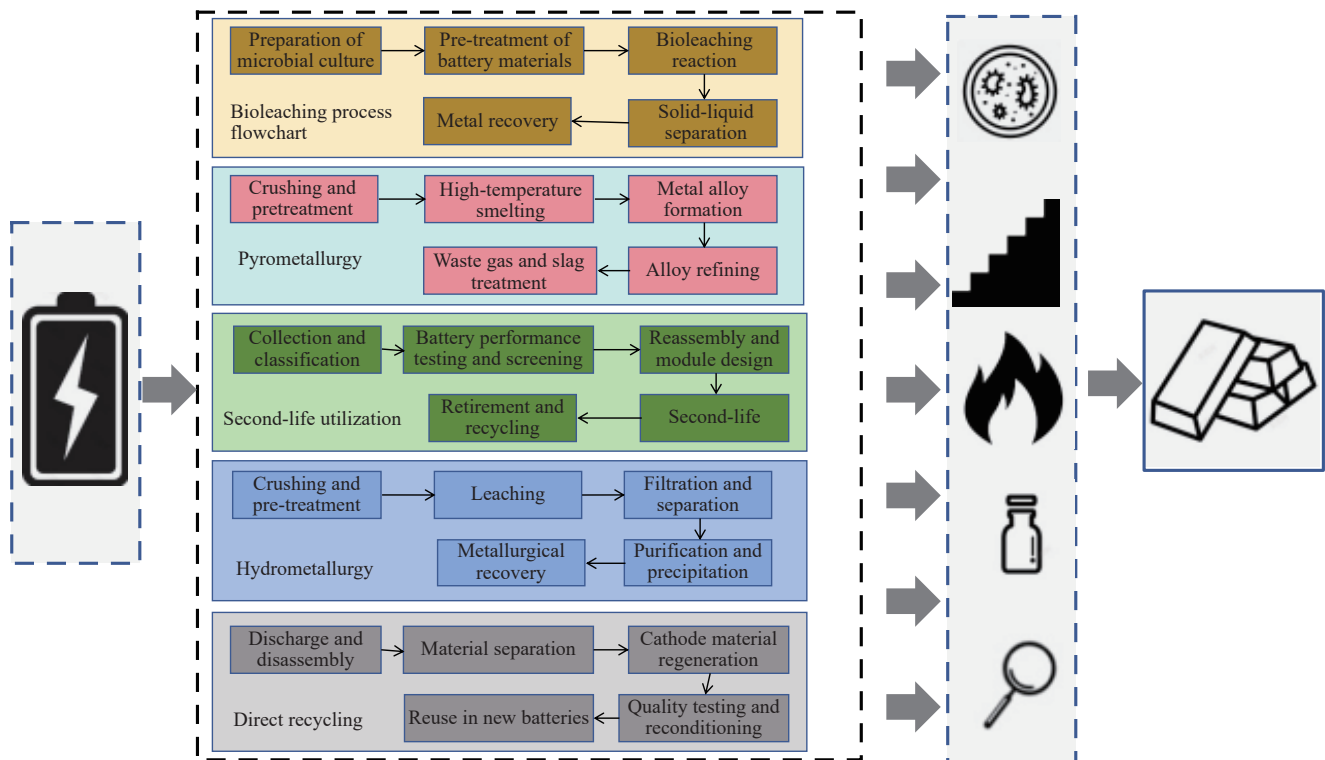 Preparation of
microbial culture
Pre-treatment of
battery materials
Bioleaching
reaction
Bioleaching process
flowchart
Metal recovery
Solid-liquid
separation
Crushing and
pretreatment
High-temperature
smelting
Metal alloy
formation
Pyrometallurgy
Waste gas and slag
treatment
Alloy refining
Collection and
classification
Battery performance
testing and screening
Reassembly and
module design
Second-life utilization
Retirement and
recycling
Second-life
Crushing and
pre-treatment
Leaching
Filtration and
separation
Hydrometallurgy
Metallurgical
recovery
Purification and
precipitation
Discharge and
disassembly
Material separation
Cathode material
regeneration
Direct recycling
Reuse in new batteries
Quality testing and
reconditioning